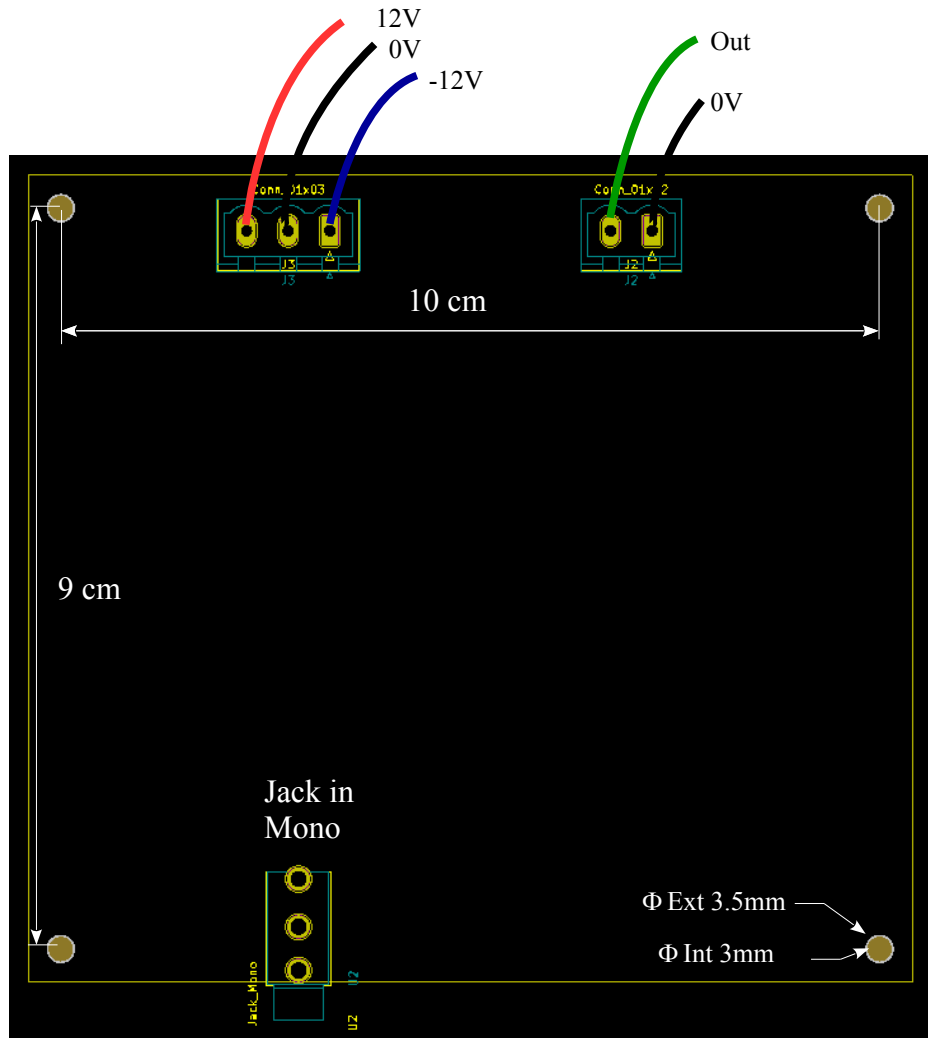 12V
0V
-12V
Out
0V
Conn_01x03
Conn_01x 2
J3
J3
J2
J2
10 cm
9 cm
Jack in
Mono
Φ Ext 3.5mm
Φ Int 3mm
Jack_Mono
U2
U2